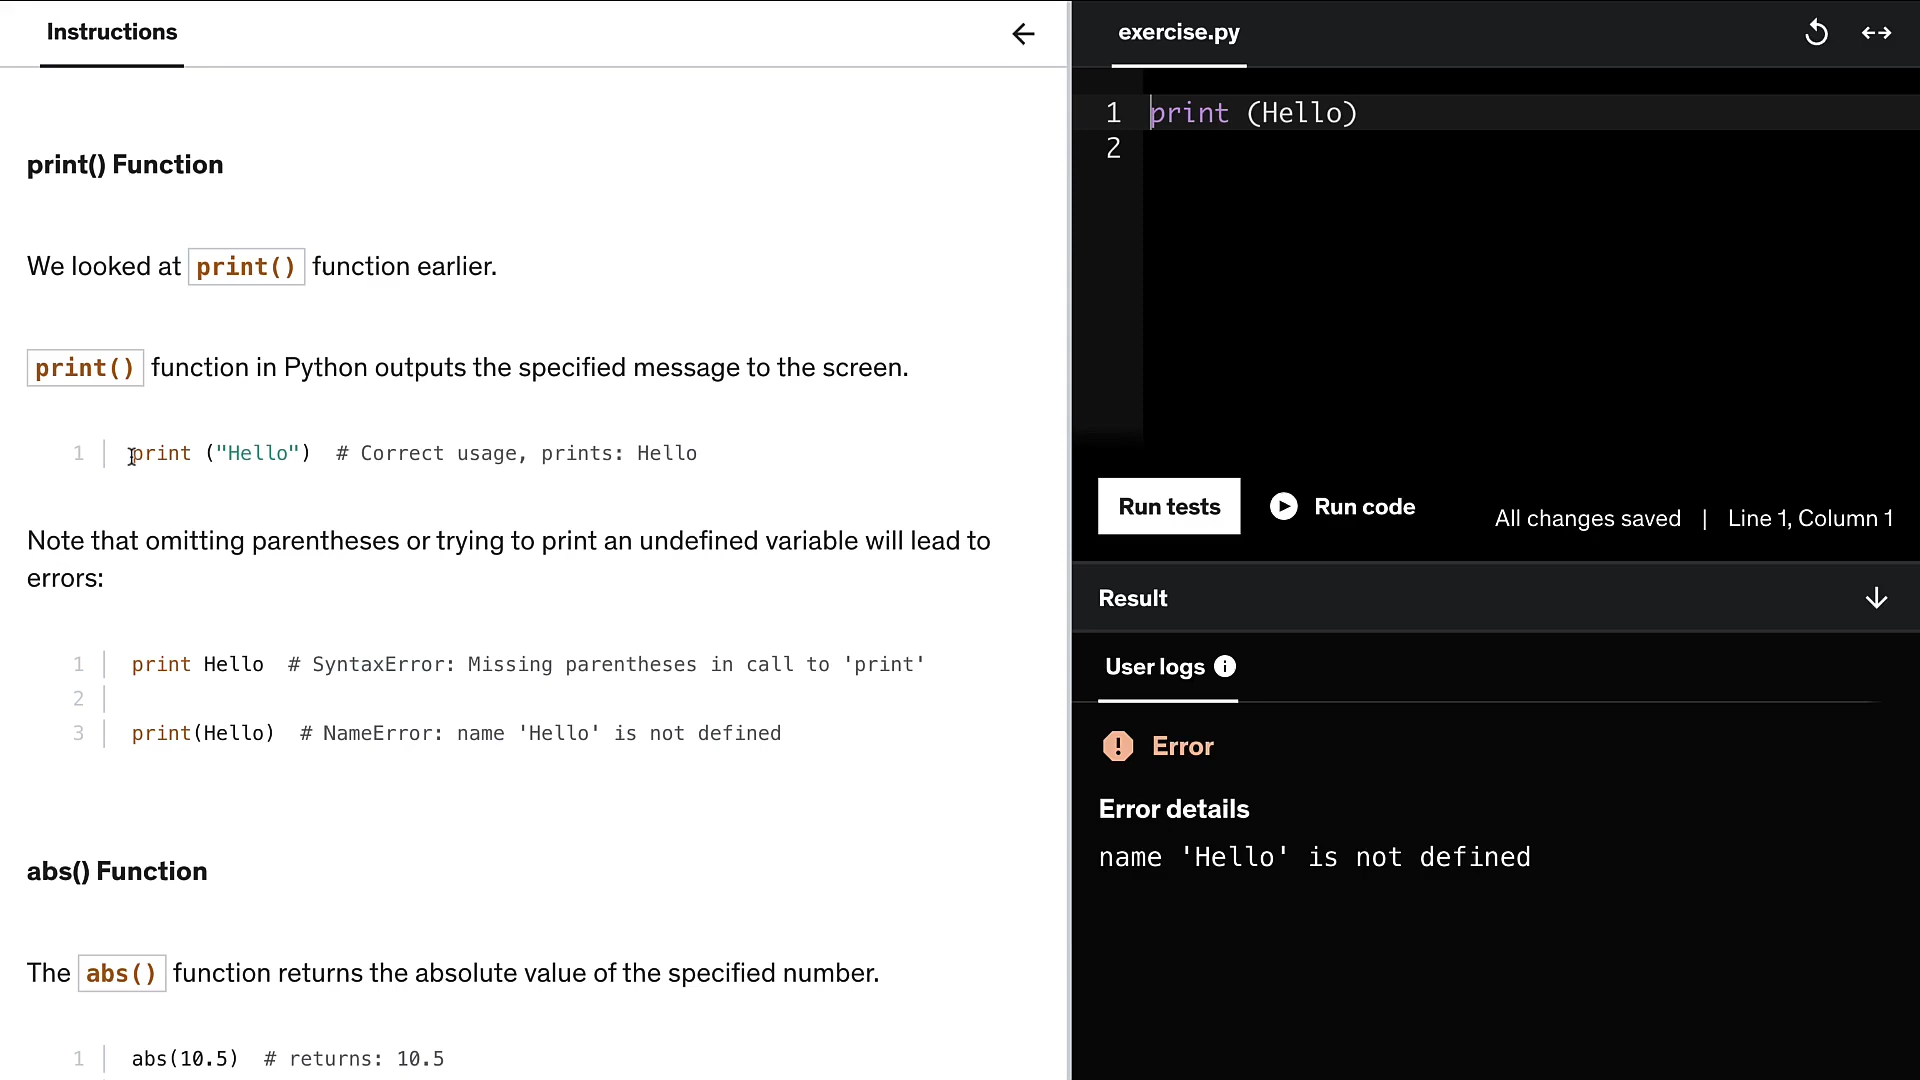 Instructions
print() Function
We looked at print() function earlier.
print() function in Python outputs the specified message to the screen.
1 print ("Hello")  # Correct usage, prints: Hello
Note that omitting parentheses or trying to print an undefined variable will lead to
errors:
1 print Hello  # SyntaxError: Missing parentheses in call to 'print'
2
3 print(Hello)  # NameError: name 'Hello' is not defined
abs() Function
The abs() function returns the absolute value of the specified number.
1 abs(10.5)  # returns: 10.5
exercise.py
1 print (Hello)
2
Run tests Run code All changes saved | Line 1, Column 1
Result
User logs
Error
Error details
name 'Hello' is not defined